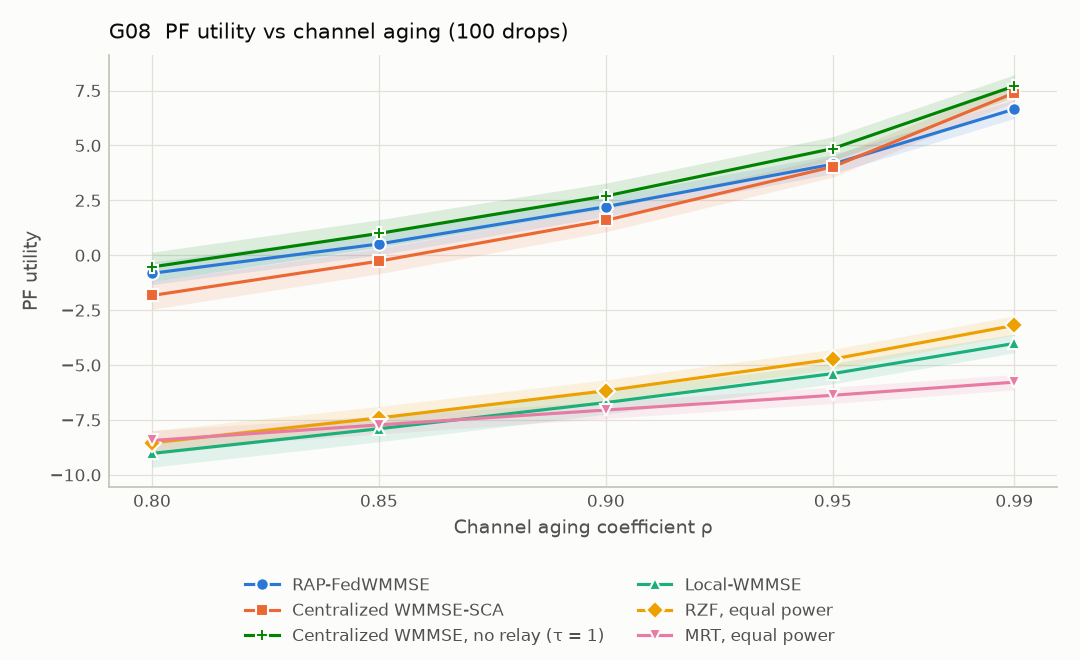 G08  PF utility vs channel aging (100 drops)
PF utility
7.5
5.0
2.5
0.0
−2.5
−5.0
−7.5
−10.0
0.80 0.85 0.90 0.95 0.99
Channel aging coefficient ρ
RAP-FedWMMSE
Centralized WMMSE-SCA
Centralized WMMSE, no relay (τ = 1)
Local-WMMSE
RZF, equal power
MRT, equal power